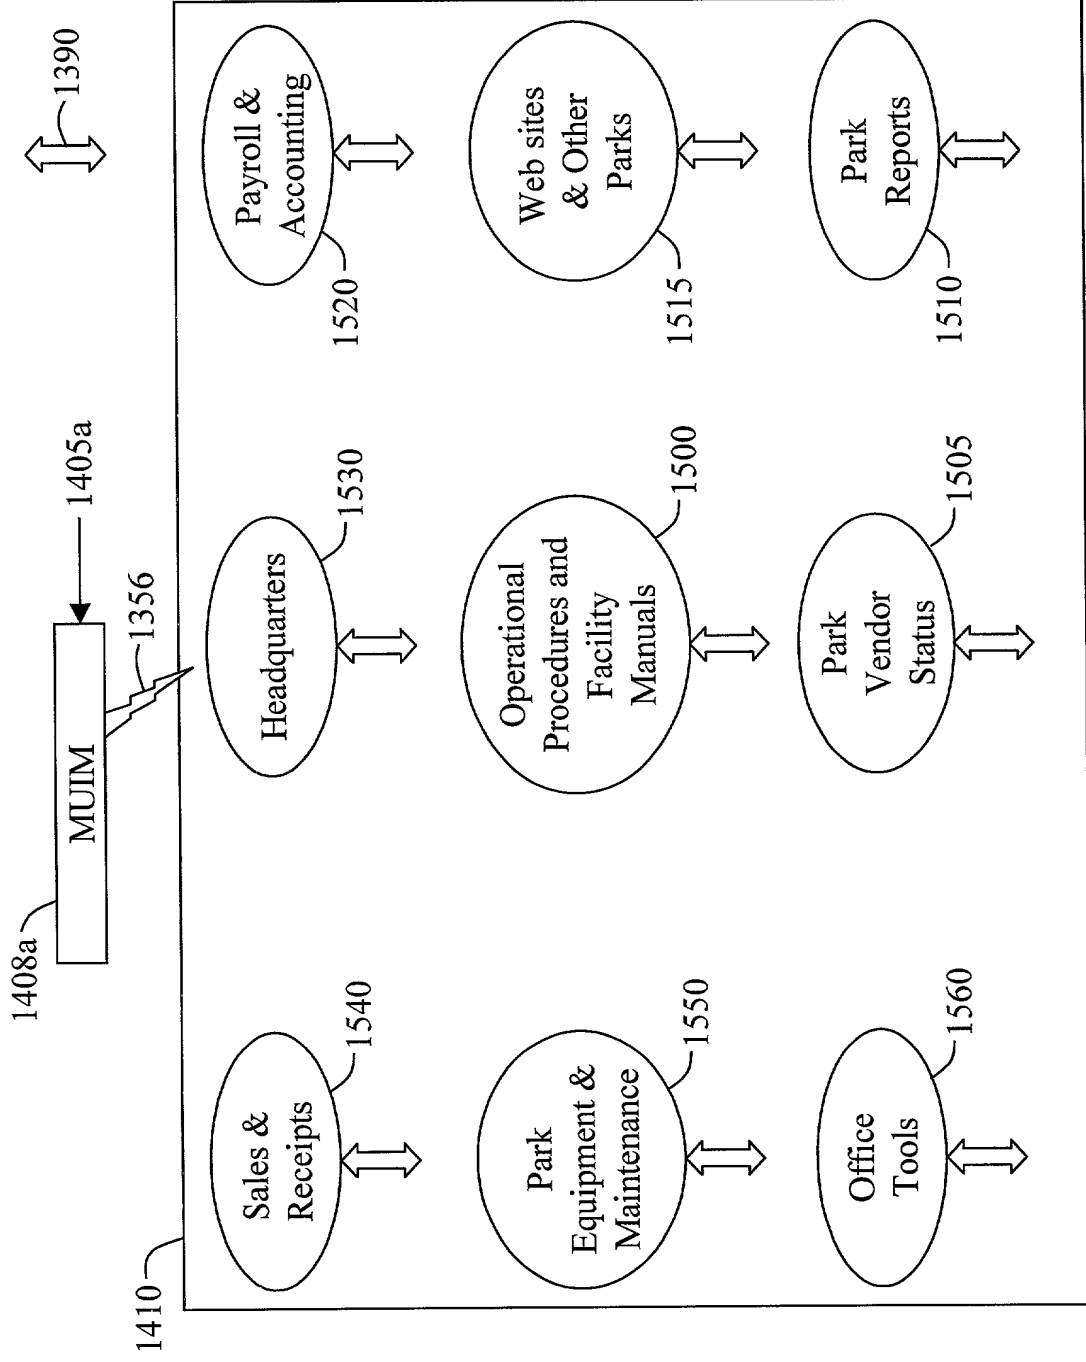 1408a
MUIM
1405a
1356
1390
1410
Sales &
Receipts
1540
Headquarters
1530
Payroll &
Accounting
1520
Park
Equipment &
Maintenance
1550
Operational
Procedures and
Facility
Manuals
1500
Web sites
& Other
Parks
1515
Office
Tools
1560
Park
Vendor
Status
1505
Park
Reports
1510